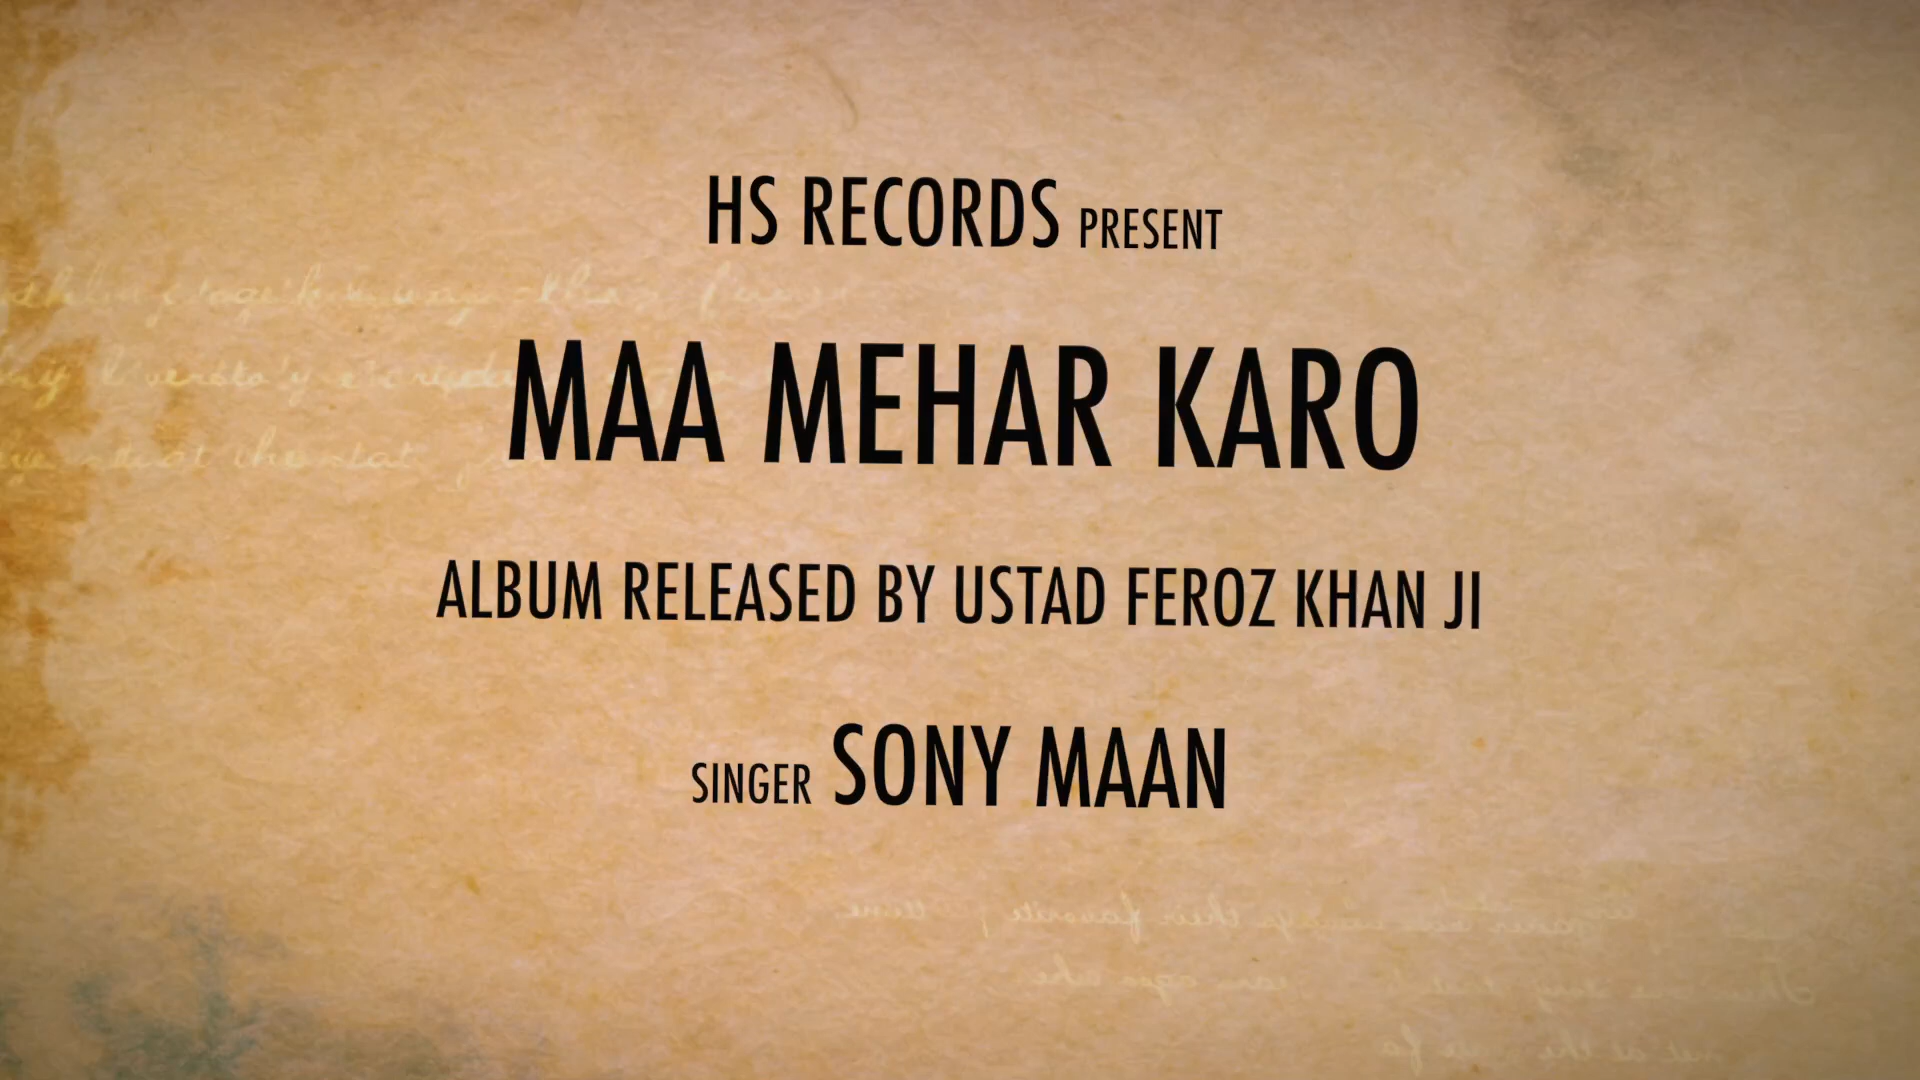 HS RECORDS PRESENT
MAA MEHAR KARO
ALBUM RELEASED BY USTAD FEROZ KHAN JI
SINGER SONY MAAN